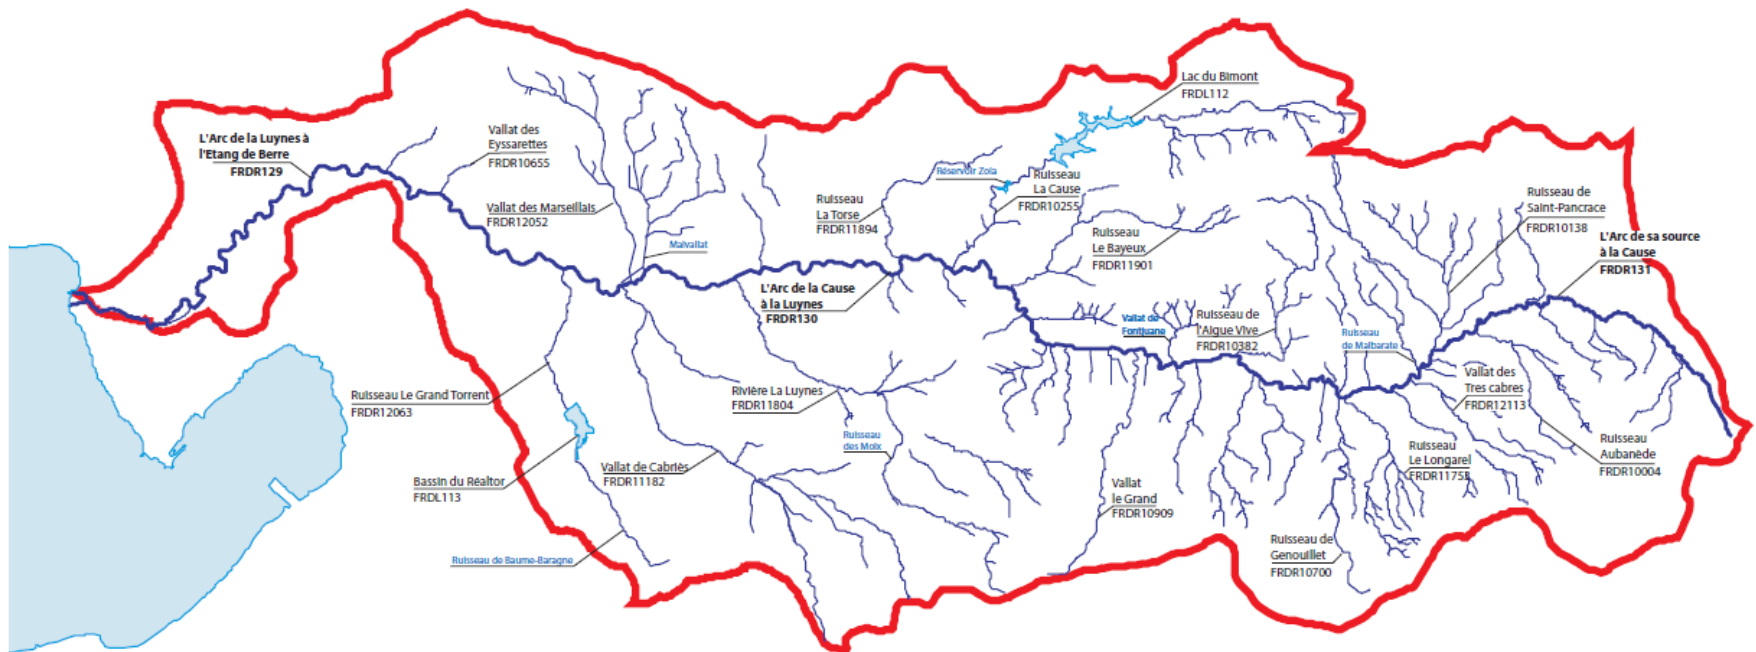 Lac du Bimont
FRDL112
L'Arc de la Luynes à
l'Etang de Berre
FRDR129
Vallat des
Eyssarettes
FRDR10655
Vallat des Marseillais
FRDR12052
Malvallat
Ruisseau
La Torse
FRDR11894
Réservoir Zola
Ruisseau
La Cause
FRDR10255
Ruisseau
Le Bayeux
FRDR11901
Ruisseau de
Saint-Pancrace
FRDR10138
L'Arc de sa source
à la Cause
FRDR131
L'Arc de la Cause
à la Luynes
FRDR130
Vallat de
Fontjuane
Ruisseau de
l'Aigue Vive
FRDR10382
Ruisseau
de Malbarate
Vallat des
Tres cabres
FRDR12113
Ruisseau Le Grand Torrent
FRDR12063
Rivière La Luynes
FRDR11804
Ruisseau
des Moix
Ruisseau
Le Longarel
FRDR11753
Ruisseau
Aubanède
FRDR10004
Bassin du Réaltor
FRDL113
Vallat de Cabriès
FRDR11182
Vallat
le Grand
FRDR10909
Ruisseau de Baume-Baragne
Ruisseau de
Genouillet
FRDR10700